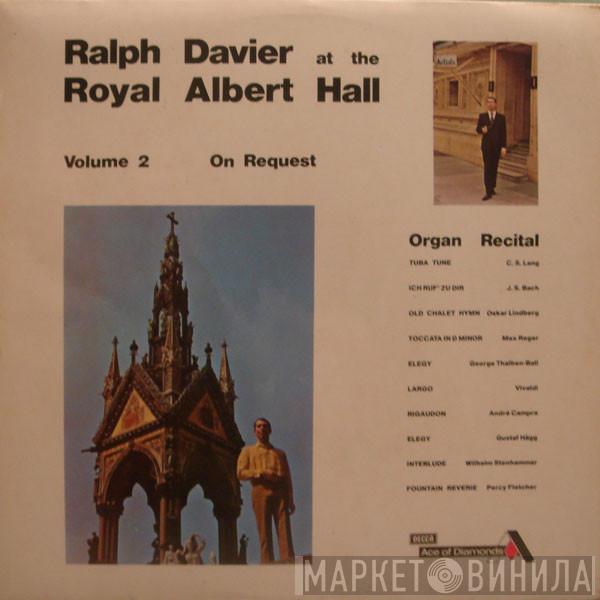 Ralph Davier at the
Royal Albert Hall
Volume 2 On Request
Artists
Organ Recital
TUBA TUNE C. S. Lang
ICH RUF' ZU DIR J. S. Bach
OLD CHALET HYMN Oskar Lindberg
TOCCATA IN D MINOR Max Reger
ELEGY George Thalben-Ball
LARGO Vivaldi
RIGAUDON André Campra
ELEGY Gustaf Hägg
INTERLUDE Wilhelm Stenhammer
FOUNTAIN REVERIE Percy Fletcher
DECCA
Ace of Diamonds
МАРКЕТ ВИНИЛА